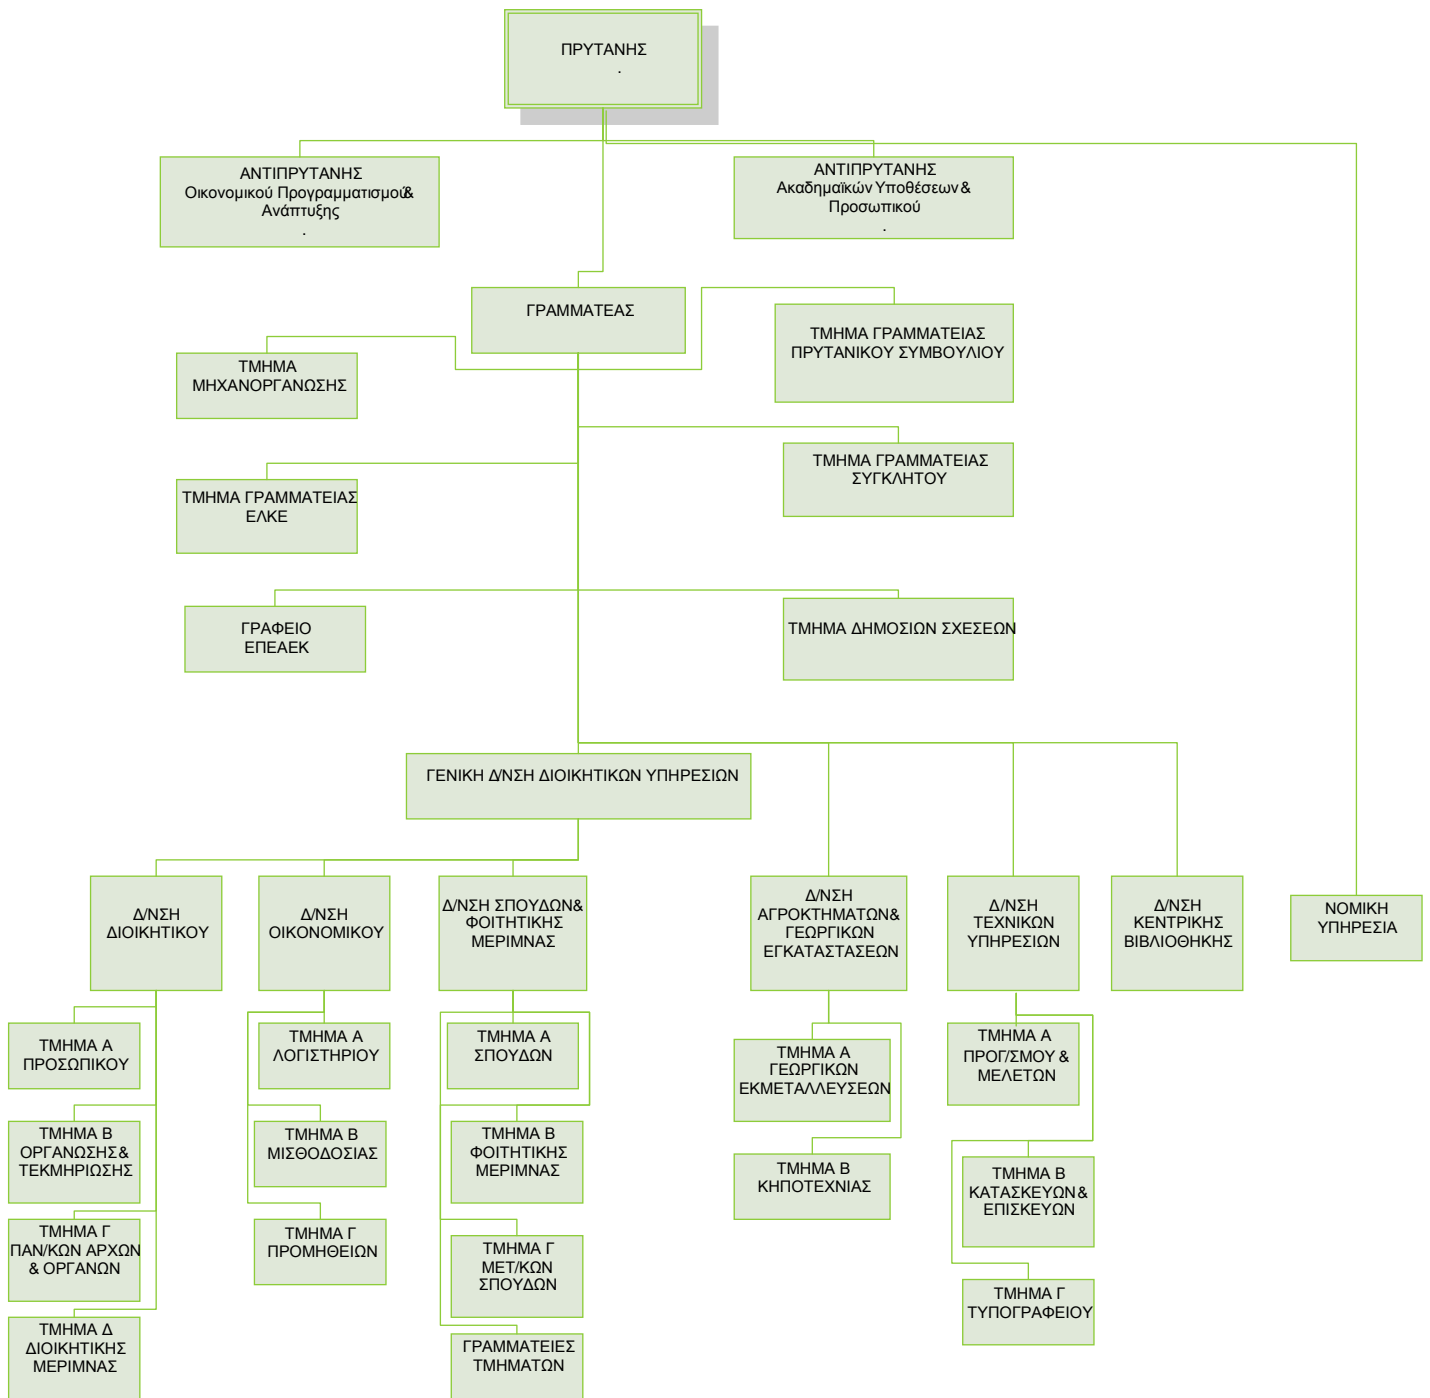 ΠΡΥΤΑΝΗΣ
.
ΑΝΤΙΠΡΥΤΑΝΗΣ
Οικονομικού Προγραμματισμού&
Ανάπτυξης
.
ΑΝΤΙΠΡΥΤΑΝΗΣ
Ακαδημαϊκών Υποθέσεων &
Προσωπικού
.
ΓΡΑΜΜΑΤΕΑΣ
ΤΜΗΜΑ ΓΡΑΜΜΑΤΕΙΑΣ
ΠΡΥΤΑΝΙΚΟΥ ΣΥΜΒΟΥΛΙΟΥ
ΤΜΗΜΑ
ΜΗΧΑΝΟΡΓΑΝΩΣΗΣ
ΤΜΗΜΑ ΓΡΑΜΜΑΤΕΙΑΣ
ΣΥΓΚΛΗΤΟΥ
ΤΜΗΜΑ ΓΡΑΜΜΑΤΕΙΑΣ
ΕΛΚΕ
ΓΡΑΦΕΙΟ
ΕΠΕΑΕΚ
ΤΜΗΜΑ ΔΗΜΟΣΙΩΝ ΣΧΕΣΕΩΝ
ΓΕΝΙΚΗ Δ/ΝΣΗ ΔΙΟΙΚΗΤΙΚΩΝ ΥΠΗΡΕΣΙΩΝ
Δ/ΝΣΗ
ΔΙΟΙΚΗΤΙΚΟΥ
Δ/ΝΣΗ
ΟΙΚΟΝΟΜΙΚΟΥ
Δ/ΝΣΗ ΣΠΟΥΔΩΝ&
ΦΟΙΤΗΤΙΚΗΣ
ΜΕΡΙΜΝΑΣ
Δ/ΝΣΗ
ΑΓΡΟΚΤΗΜΑΤΩΝ&
ΓΕΩΡΓΙΚΩΝ
ΕΓΚΑΤΑΣΤΑΣΕΩΝ
Δ/ΝΣΗ
ΤΕΧΝΙΚΩΝ
ΥΠΗΡΕΣΙΩΝ
Δ/ΝΣΗ
ΚΕΝΤΡΙΚΗΣ
ΒΙΒΛΙΟΘΗΚΗΣ
ΝΟΜΙΚΗ
ΥΠΗΡΕΣΙΑ
ΤΜΗΜΑ Α
ΠΡΟΣΩΠΙΚΟΥ
ΤΜΗΜΑ Α
ΛΟΓΙΣΤΗΡΙΟΥ
ΤΜΗΜΑ Α
ΣΠΟΥΔΩΝ
ΤΜΗΜΑ Α
ΓΕΩΡΓΙΚΩΝ
ΕΚΜΕΤΑΛΛΕΥΣΕΩΝ
ΤΜΗΜΑ Α
ΠΡΟΓ/ΣΜΟΥ &
ΜΕΛΕΤΩΝ
ΤΜΗΜΑ Β
ΟΡΓΑΝΩΣΗΣ &
ΤΕΚΜΗΡΙΩΣΗΣ
ΤΜΗΜΑ Β
ΜΙΣΘΟΔΟΣΙΑΣ
ΤΜΗΜΑ Β
ΦΟΙΤΗΤΙΚΗΣ
ΜΕΡΙΜΝΑΣ
ΤΜΗΜΑ Β
ΚΗΠΟΤΕΧΝΙΑΣ
ΤΜΗΜΑ Β
ΚΑΤΑΣΚΕΥΩΝ &
ΕΠΙΣΚΕΥΩΝ
ΤΜΗΜΑ Γ
ΠΑΝ/ΚΩΝ ΑΡΧΩΝ
& ΟΡΓΑΝΩΝ
ΤΜΗΜΑ Γ
ΠΡΟΜΗΘΕΙΩΝ
ΤΜΗΜΑ Γ
ΜΕΤ/ΚΩΝ
ΣΠΟΥΔΩΝ
ΤΜΗΜΑ Γ
ΤΥΠΟΓΡΑΦΕΙΟΥ
ΤΜΗΜΑ Δ
ΔΙΟΙΚΗΤΙΚΗΣ
ΜΕΡΙΜΝΑΣ
ΓΡΑΜΜΑΤΕΙΕΣ
ΤΜΗΜΑΤΩΝ